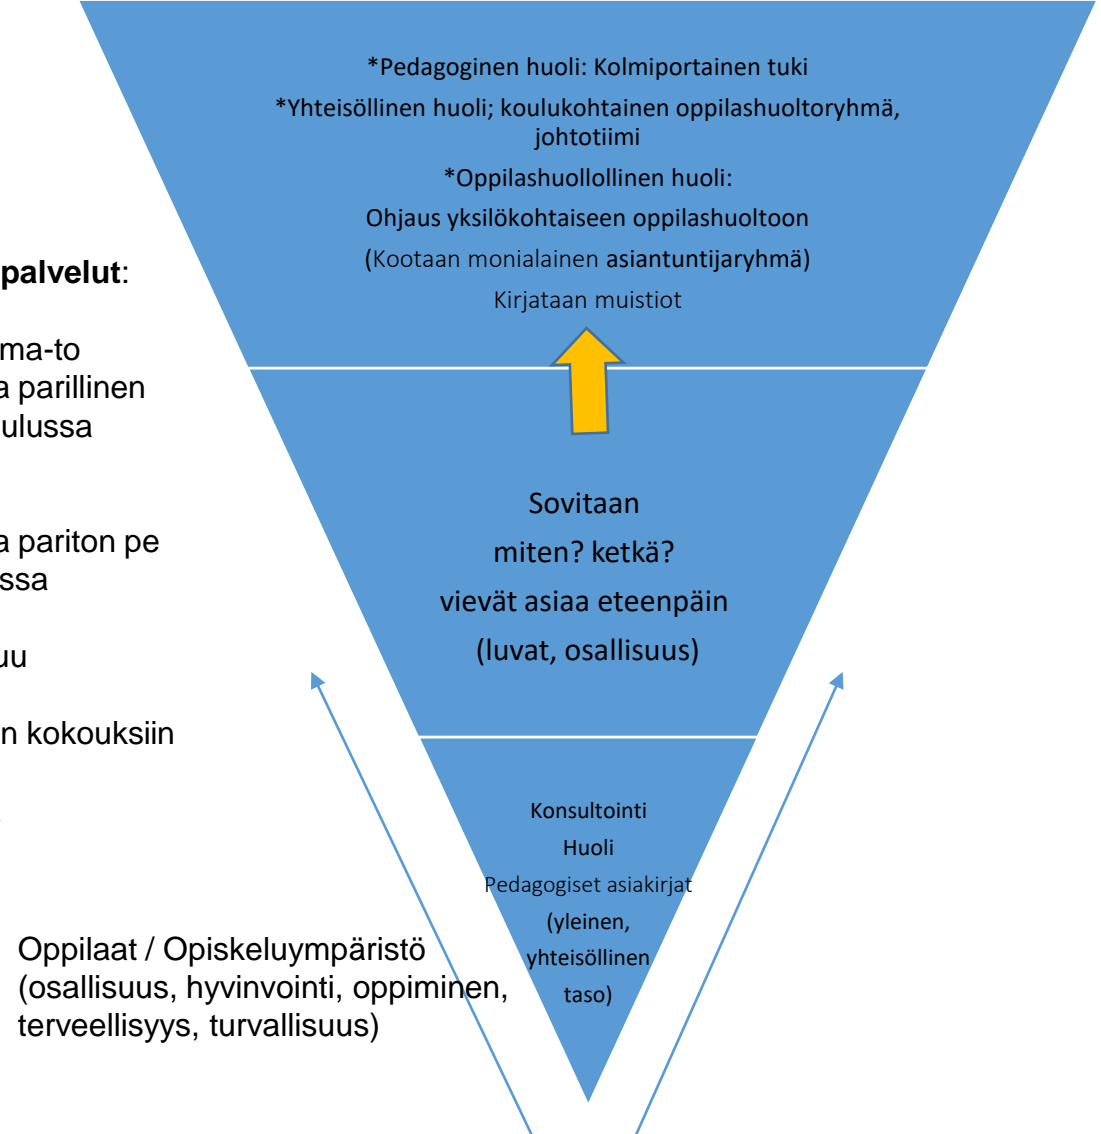 *Pedagoginen huoli: Kolmiportainen tuki
*Yhteisöllinen huoli; koulukohtainen oppilashuoltoryhmä,
johtotiimi
*Oppilashuollollinen huoli:
Ohjaus yksilökohtaiseen oppilashuoltoon
(Kootaan monialainen asiantuntijaryhmä)
Kirjataan muistiot
palvelut:
ma-to
a parillinen
ulussa
a pariton pe
ssa
uu
n kokouksiin
Sovitaan
miten? ketkä?
vievät asiaa eteenpäin
(luvat, osallisuus)
Konsultointi
Huoli
Pedagogiset asiakirjat
(yleinen,
yhteisöllinen
taso)
Oppilaat / Opiskeluympäristö
(osallisuus, hyvinvointi, oppiminen,
terveellisyys, turvallisuus)